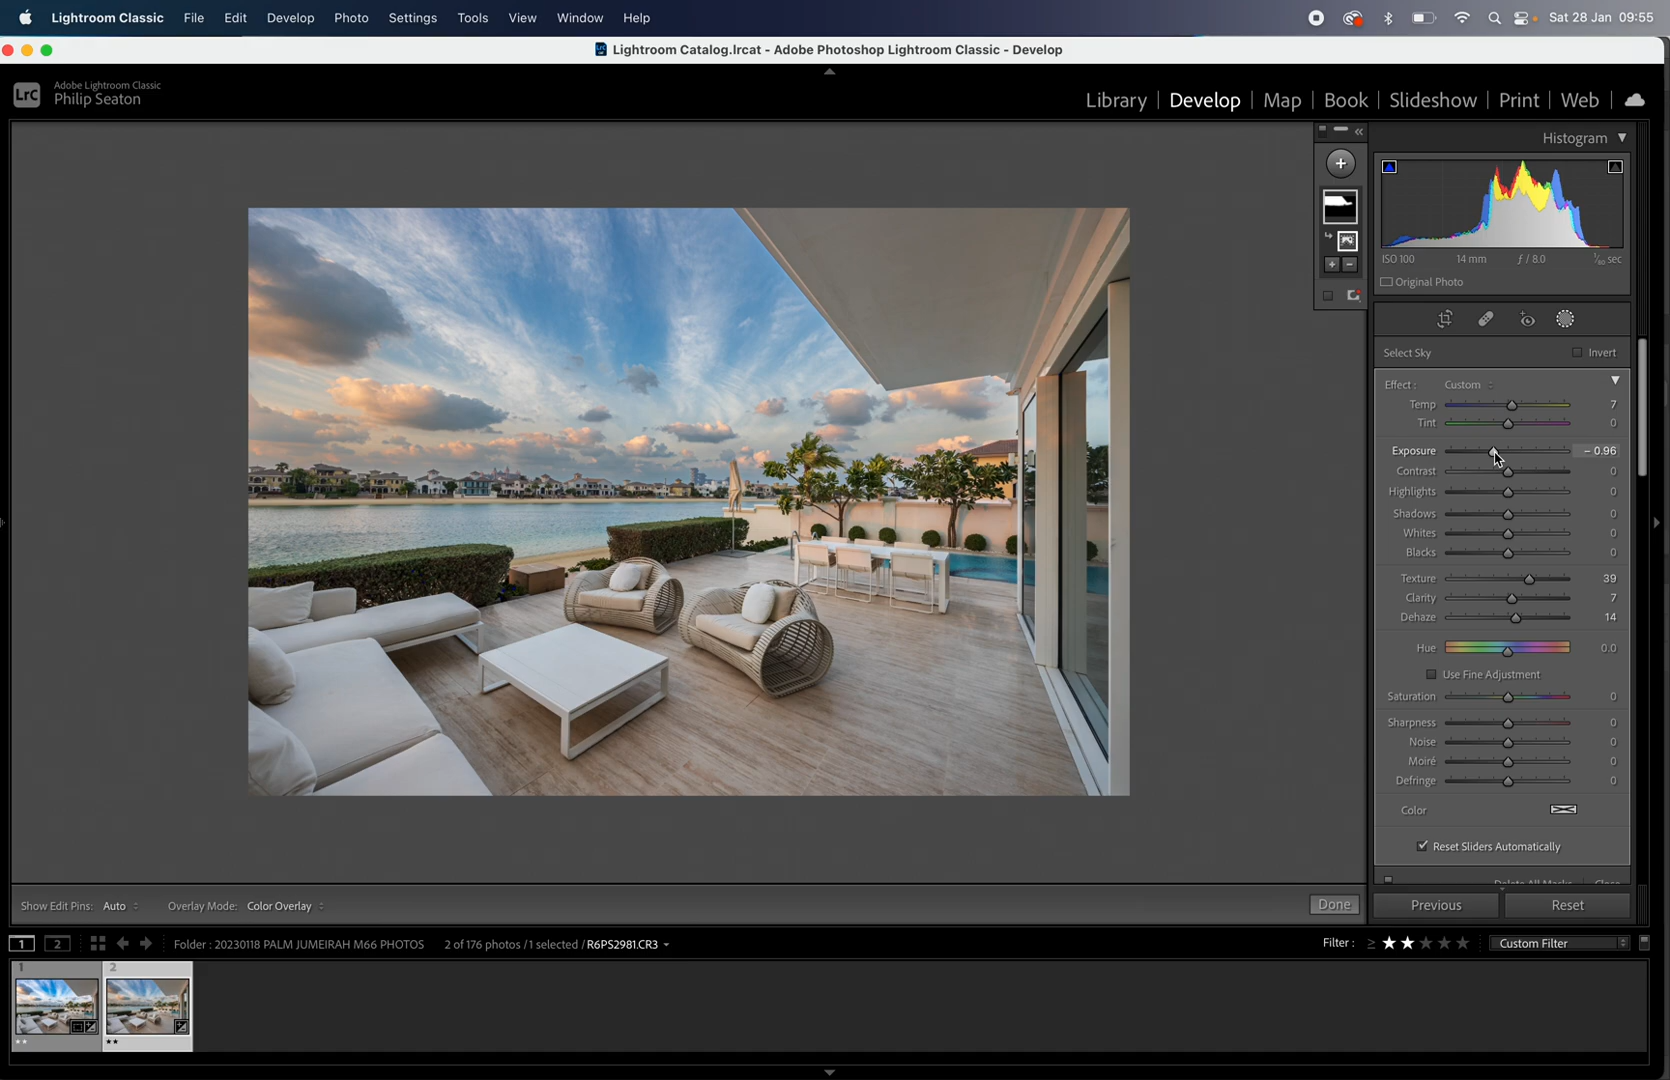 Lightroom Classic File Edit Develop Photo Settings Tools View Window Help Sat 28 Jan 09:55
Lightroom Catalog.lrcat - Adobe Photoshop Lightroom Classic - Develop
LrC Adobe Lightroom Classic
Philip Seaton
Library | Develop | Map | Book | Slideshow | Print | Web
Histogram
ISO 100 14 mm ƒ / 8.0 1/80 sec
Original Photo
Select Sky Invert
Effect : Custom
Temp 7
Tint 0
Exposure – 0.96
Contrast 0
Highlights 0
Shadows 0
Whites 0
Blacks 0
Texture 39
Clarity 7
Dehaze 14
Hue 0.0
Use Fine Adjustment
Saturation 0
Sharpness 0
Noise 0
Moiré 0
Defringe 0
Color
Reset Sliders Automatically
Show Edit Pins: Auto Overlay Mode: Color Overlay Done Previous Reset
1 2 Folder : 20230118 PALM JUMEIRAH M66 PHOTOS 2 of 176 photos / 1 selected / R6PS2981.CR3 Filter : ≥ ★★★★★ Custom Filter
1 2